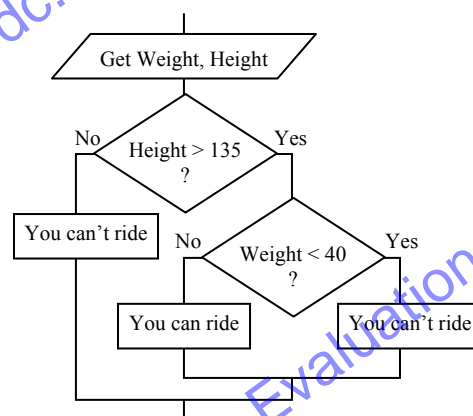 dc.
Get Weight, Height
No
Yes
Height > 135
?
You can't ride
No
Yes
Weight < 40
?
You can ride
You can't ride
Evaluation